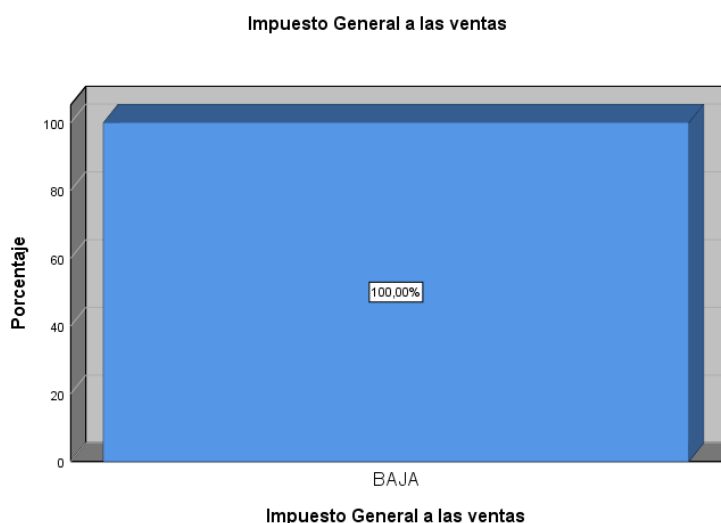 Impuesto General a las ventas
Porcentaje
100
80
60
40
20
0
100,00%
BAJA
Impuesto General a las ventas